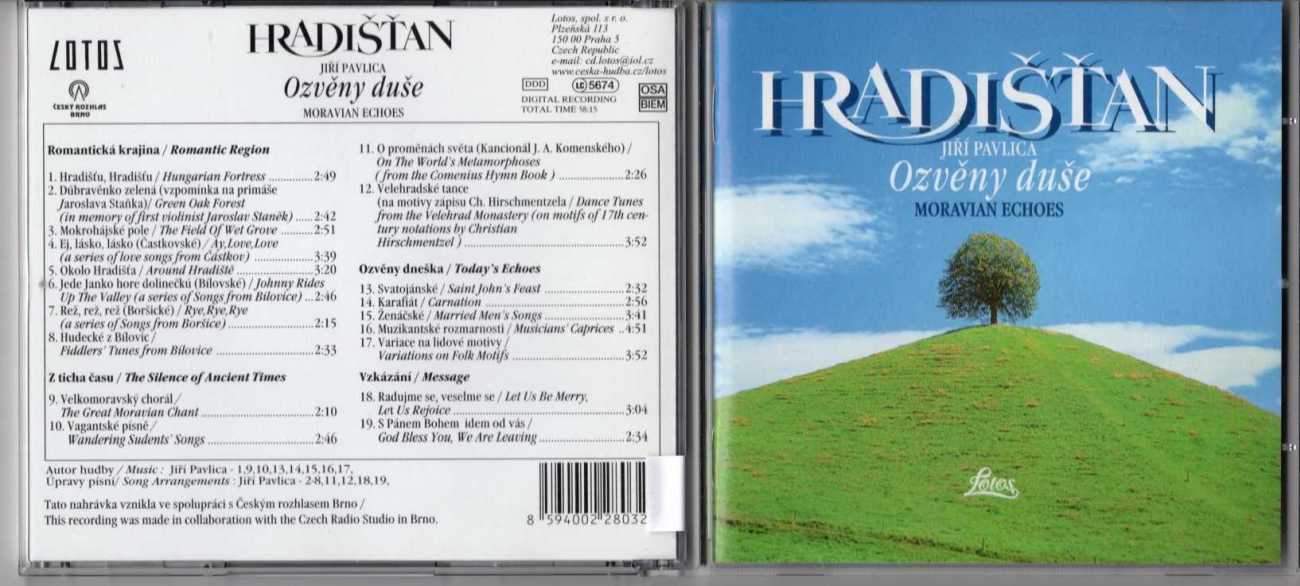 LOTOS
ČESKÝ ROZHLAS
BRNO
HRADIŠŤAN
JIŘÍ PAVLICA
Ozvěny duše
MORAVIAN ECHOES
Lotos, spol. s r. o.
Plzeňská 113
150 00 Praha 5
Czech Republic
e-mail: cd.lotos@iol.cz
www.ceska-hudba.cz/lotos
DDD LC 5674
DIGITAL RECORDING
TOTAL TIME 58:15
OSA
BIEM
Romantická krajina / Romantic Region
1. Hradišťu, Hradišťu / Hungarian Fortress ............ 2:49
2. Dúbravěnko zelená (vzpomínka na primáše
Jaroslava Staňka)/ Green Oak Forest
(in memory of first violinist Jaroslav Staněk) ..... 2:42
3. Mokrohájské pole / The Field Of Wet Grove ........ 2:51
4. Ej, lásko, lásko (Častkovské) / Ay,Love,Love
(a series of love songs from Částkov) .................. 3:39
5. Okolo Hradišťa / Around Hradiště ..................... 3:20
6. Jede Janko hore dolinečkú (Bílovské) / Johnny Rides
Up The Valley (a series of Songs from Bílovice) ... 2:46
7. Rež, rež, rež (Boršické) / Rye,Rye,Rye
(a series of Songs from Boršice) ....................... 2:15
8. Hudecké z Bílovic /
Fiddlers' Tunes from Bílovice ........................ 2:33
Z ticha času / The Silence of Ancient Times
9. Velkomoravský chorál /
The Great Moravian Chant ........................... 2:10
10. Vagantské písně /
Wandering Sudents' Songs .......................... 2:46
11. O proměnách světa (Kancionál J. A. Komenského) /
On The World's Metamorphoses
(from the Comenius Hymn Book ) .................. 2:26
12. Velehradské tance
(na motivy zápisu Ch. Hirschmentzela / Dance Tunes
from the Velehrad Monastery (on motifs of 17th cen-
tury notations by Christian
Hirschmentzel ) ........................................ 3:52
Ozvěny dneška / Today's Echoes
13. Svatojánské / Saint John's Feast .................... 2:32
14. Karafiát / Carnation .................................. 2:56
15. Ženáčské / Married Men's Songs .................... 3:41
16. Muzikantské rozmarnosti / Musicians' Caprices .. 4:51
17. Variace na lidové motivy /
Variations on Folk Motifs ........................... 3:52
Vzkázání / Message
18. Radujme se, veselme se / Let Us Be Merry,
Let Us Rejoice ........................................ 3:04
19. S Pánem Bohem idem od vás /
God Bless You, We Are Leaving ..................... 2:34
Autor hudby / Music : Jiří Pavlica - 1,9,10,13,14,15,16,17,
Úpravy písní/ Song Arrangements : Jiří Pavlica - 2-8,11,12,18,19,
Tato nahrávka vznikla ve spolupráci s Českým rozhlasem Brno /
This recording was made in collaboration with the Czech Radio Studio in Brno.
8 594002 28032
HRADIŠŤAN
JIŘÍ PAVLICA
Ozvěny duše
MORAVIAN ECHOES
Lotos